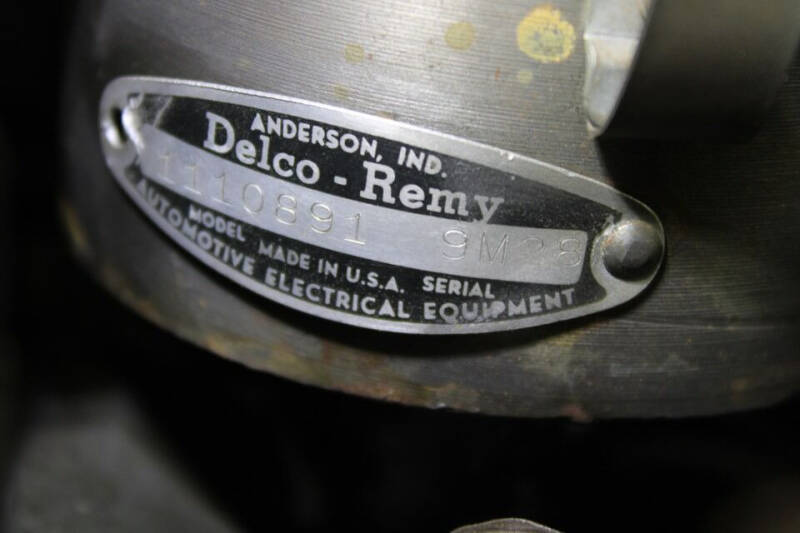 ANDERSON, IND.
Delco-Remy
1110891 9M28
MODEL MADE IN U.S.A. SERIAL
AUTOMOTIVE ELECTRICAL EQUIPMENT